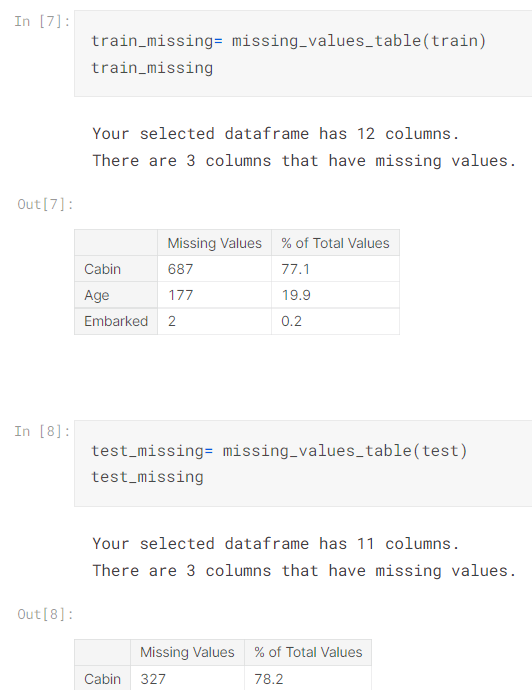 In [7]:
train_missing= missing_values_table(train)
train_missing
Your selected dataframe has 12 columns.
There are 3 columns that have missing values.
Out[7]:
Missing Values % of Total Values
Cabin 687 77.1
Age 177 19.9
Embarked 2 0.2
In [8]:
test_missing= missing_values_table(test)
test_missing
Your selected dataframe has 11 columns.
There are 3 columns that have missing values.
Out[8]:
Missing Values % of Total Values
Cabin 327 78.2